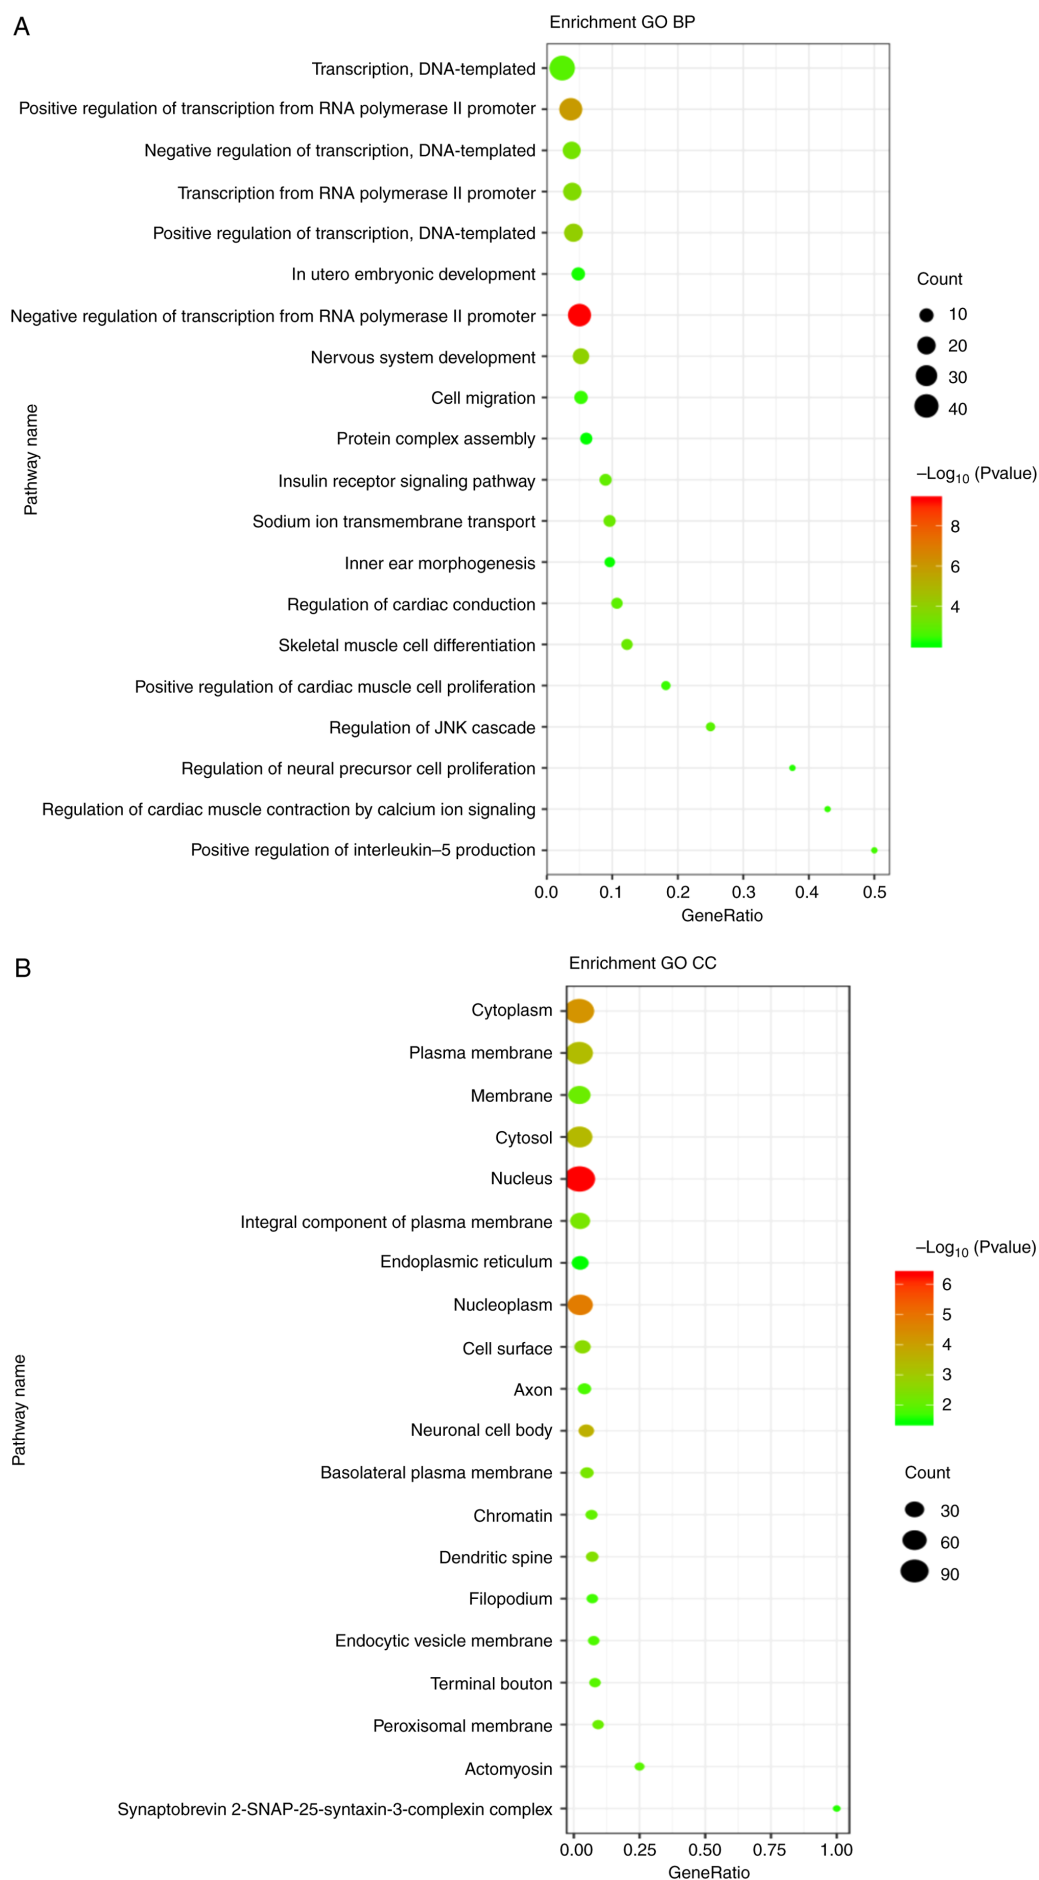 A
Enrichment GO BP
Transcription, DNA-templated
Positive regulation of transcription from RNA polymerase II promoter
Negative regulation of transcription, DNA-templated
Transcription from RNA polymerase II promoter
Positive regulation of transcription, DNA-templated
In utero embryonic development
Negative regulation of transcription from RNA polymerase II promoter
Nervous system development
Cell migration
Protein complex assembly
Insulin receptor signaling pathway
Sodium ion transmembrane transport
Inner ear morphogenesis
Regulation of cardiac conduction
Skeletal muscle cell differentiation
Positive regulation of cardiac muscle cell proliferation
Regulation of JNK cascade
Regulation of neural precursor cell proliferation
Regulation of cardiac muscle contraction by calcium ion signaling
Positive regulation of interleukin–5 production
Pathway name
0.0 0.1 0.2 0.3 0.4 0.5
GeneRatio
Count
10
20
30
40
–Log10 (Pvalue)
8
6
4
B
Enrichment GO CC
Cytoplasm
Plasma membrane
Membrane
Cytosol
Nucleus
Integral component of plasma membrane
Endoplasmic reticulum
Nucleoplasm
Cell surface
Axon
Neuronal cell body
Basolateral plasma membrane
Chromatin
Dendritic spine
Filopodium
Endocytic vesicle membrane
Terminal bouton
Peroxisomal membrane
Actomyosin
Synaptobrevin 2-SNAP-25-syntaxin-3-complexin complex
Pathway name
0.00 0.25 0.50 0.75 1.00
GeneRatio
–Log10 (Pvalue)
6
5
4
3
2
Count
30
60
90